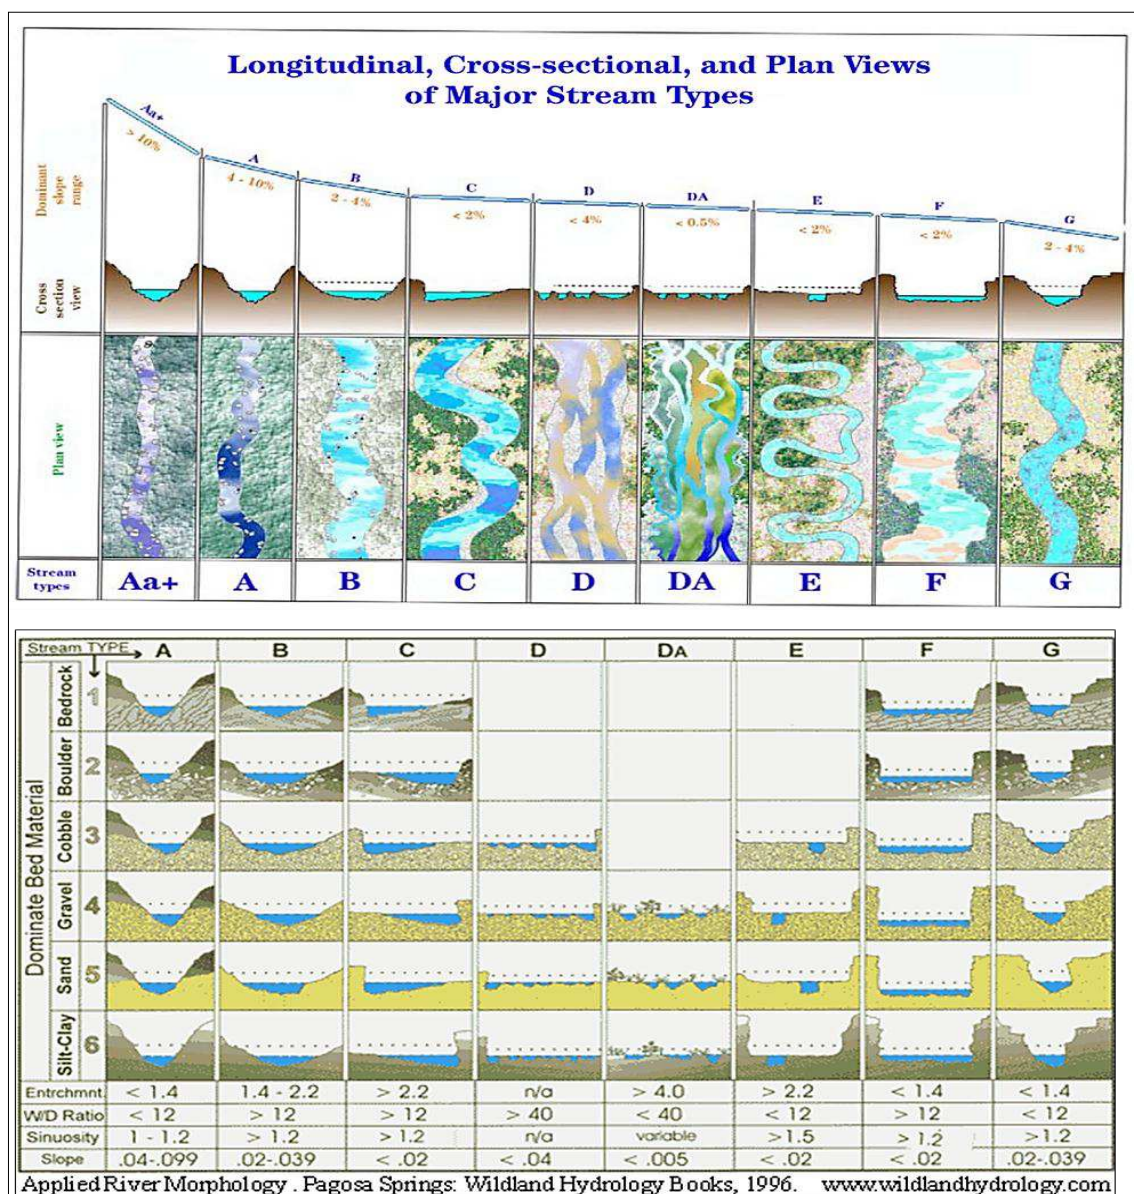 Longitudinal, Cross-sectional, and Plan Views
of Major Stream Types
Dominant
slope
range
Aa+
> 10%
A
4 - 10%
B
2 - 4%
C
< 2%
D
< 4%
DA
< 0.5%
E
< 2%
F
< 2%
G
2 - 4%
Cross
section
view
Plan view
Stream
types
Aa+ A B C D DA E F G
Stream TYPE A B C D DA E F G
Dominate Bed Material
Bedrock 1
Boulder 2
Cobble 3
Gravel 4
Sand 5
Silt-Clay 6
Entrchmnt. < 1.4 1.4 - 2.2 > 2.2 n/a > 4.0 > 2.2 < 1.4 < 1.4
W/D Ratio < 12 > 12 > 12 > 40 < 40 < 12 > 12 < 12
Sinuosity 1 - 1.2 > 1.2 > 1.2 n/a variable >1.5 >1.2 >1.2
Slope .04-.099 .02-.039 < .02 < .04 < .005 < .02 < .02 .02-.039
Applied River Morphology . Pagosa Springs: Wildland Hydrology Books, 1996. www.wildlandhydrology.com